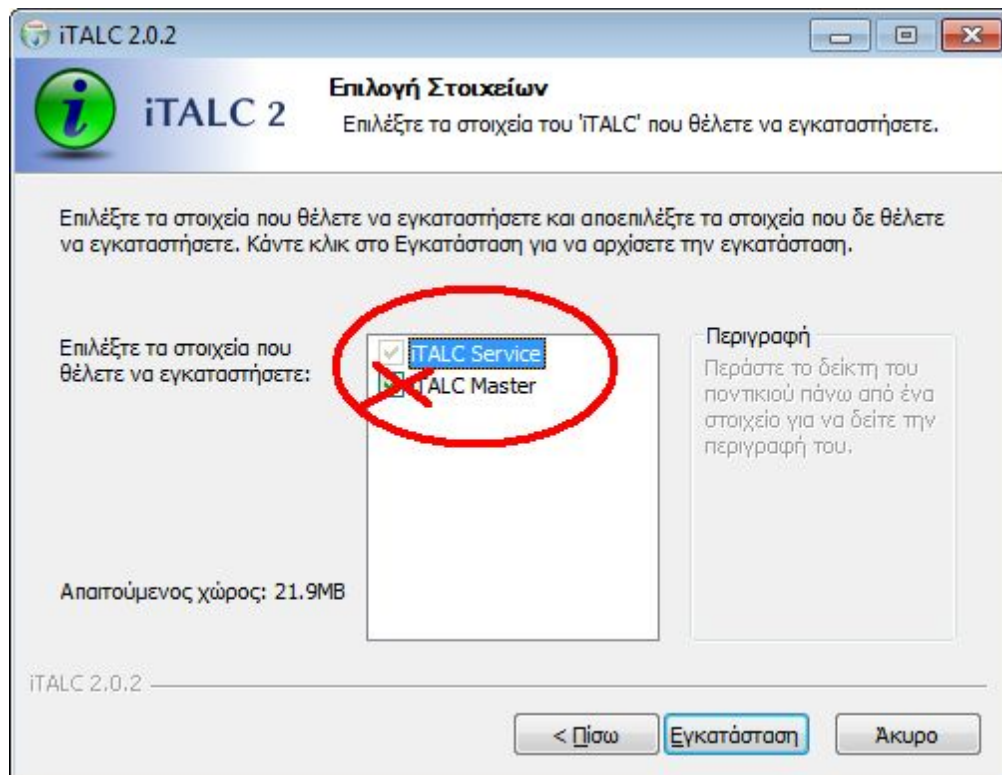 iTALC 2.0.2
iTALC 2
Επιλογή Στοιχείων
Επιλέξτε τα στοιχεία του 'iTALC' που θέλετε να εγκαταστήσετε.
Επιλέξτε τα στοιχεία που θέλετε να εγκαταστήσετε και αποεπιλέξτε τα στοιχεία που δε θέλετε
να εγκαταστήσετε. Κάντε κλικ στο Εγκατάσταση για να αρχίσετε την εγκατάσταση.
Επιλέξτε τα στοιχεία που
θέλετε να εγκαταστήσετε:
iTALC Service
iTALC Master
Περιγραφή
Περάστε το δείκτη του
ποντικιού πάνω από ένα
στοιχείο για να δείτε την
περιγραφή του.
Απαιτούμενος χώρος: 21.9MB
iTALC 2.0.2
< Πίσω
Εγκατάσταση
Άκυρο